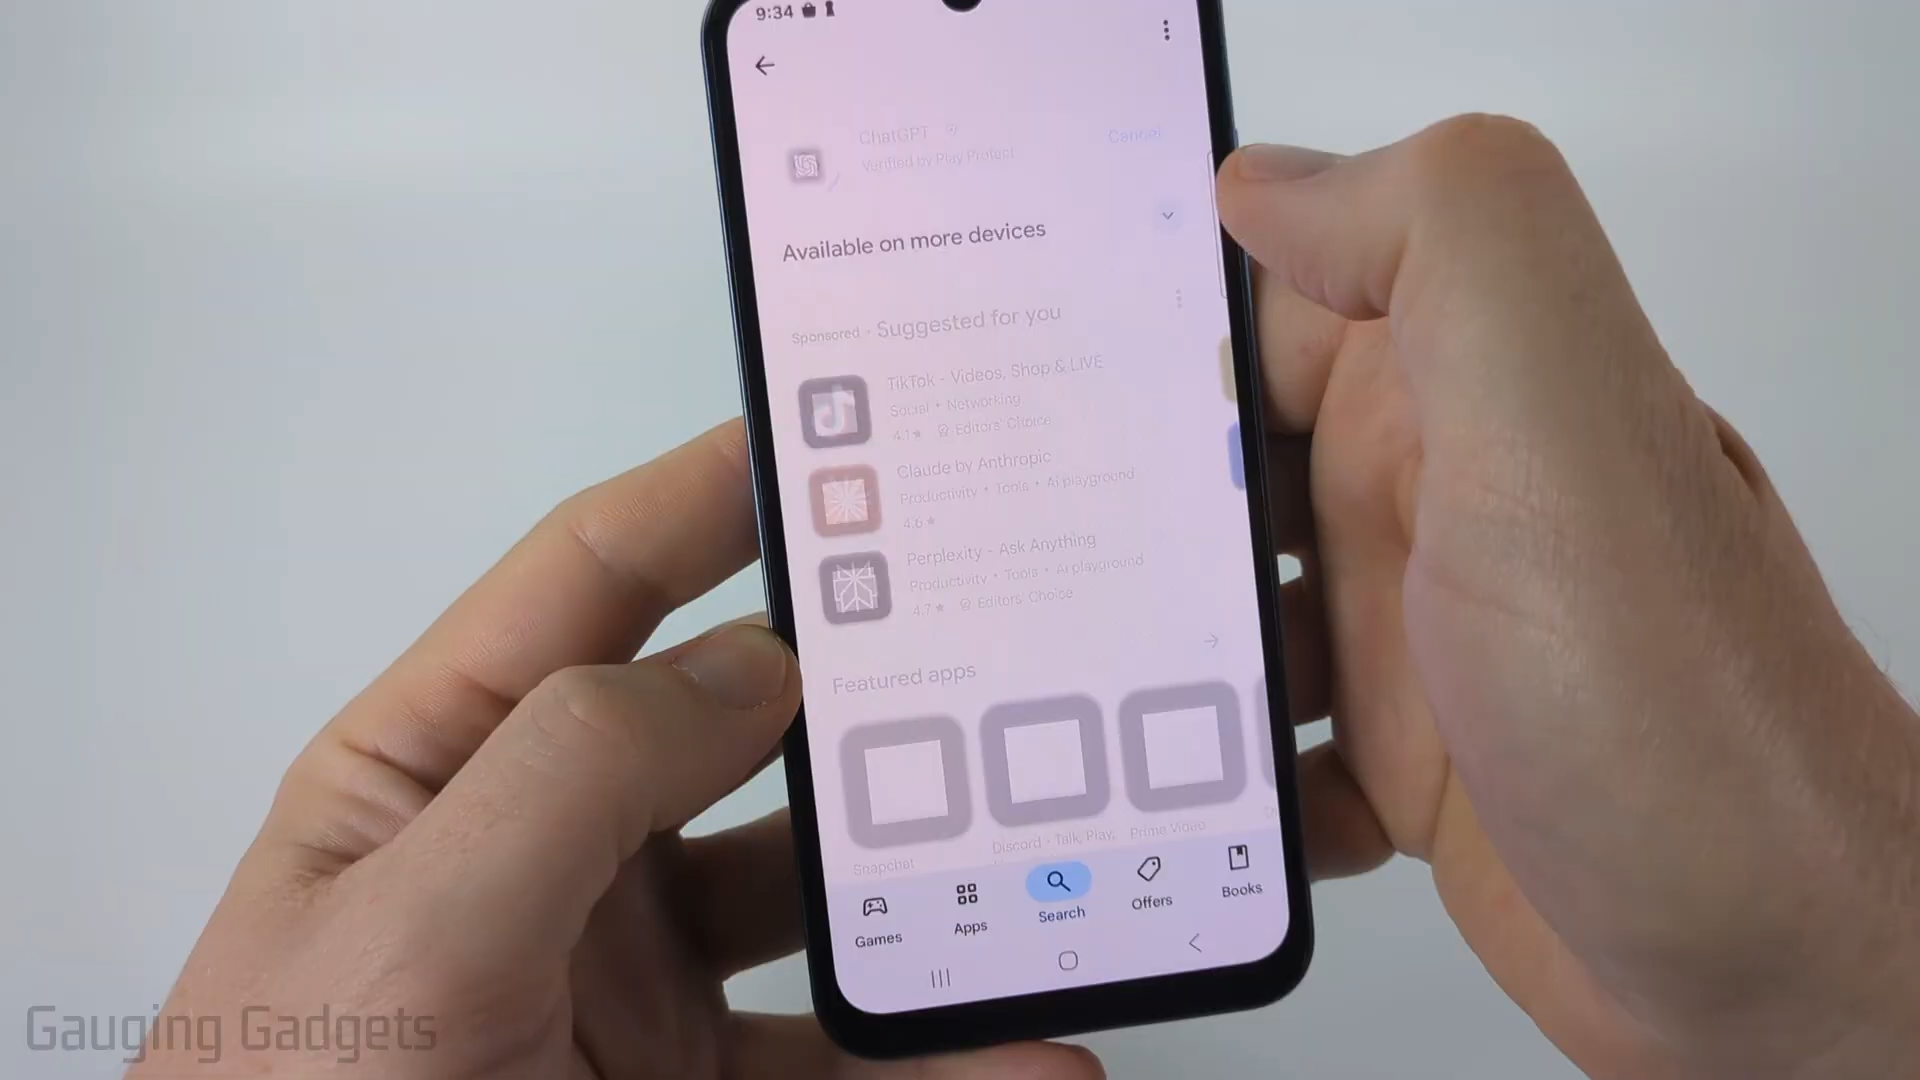 9:34
ChatGPT
Verified by Play Protect
Cancel
Available on more devices
Sponsored · Suggested for you
TikTok - Videos, Shop & LIVE
Social • Networking
4.1★ Editors' Choice
Claude by Anthropic
Productivity • Tools • AI playground
4.6★
Perplexity - Ask Anything
Productivity • Tools • AI playground
4.7★ Editors' Choice
Featured apps
Snapchat
Discord - Talk, Play,
Prime Video
Games
Apps
Search
Offers
Books
Gauging Gadgets